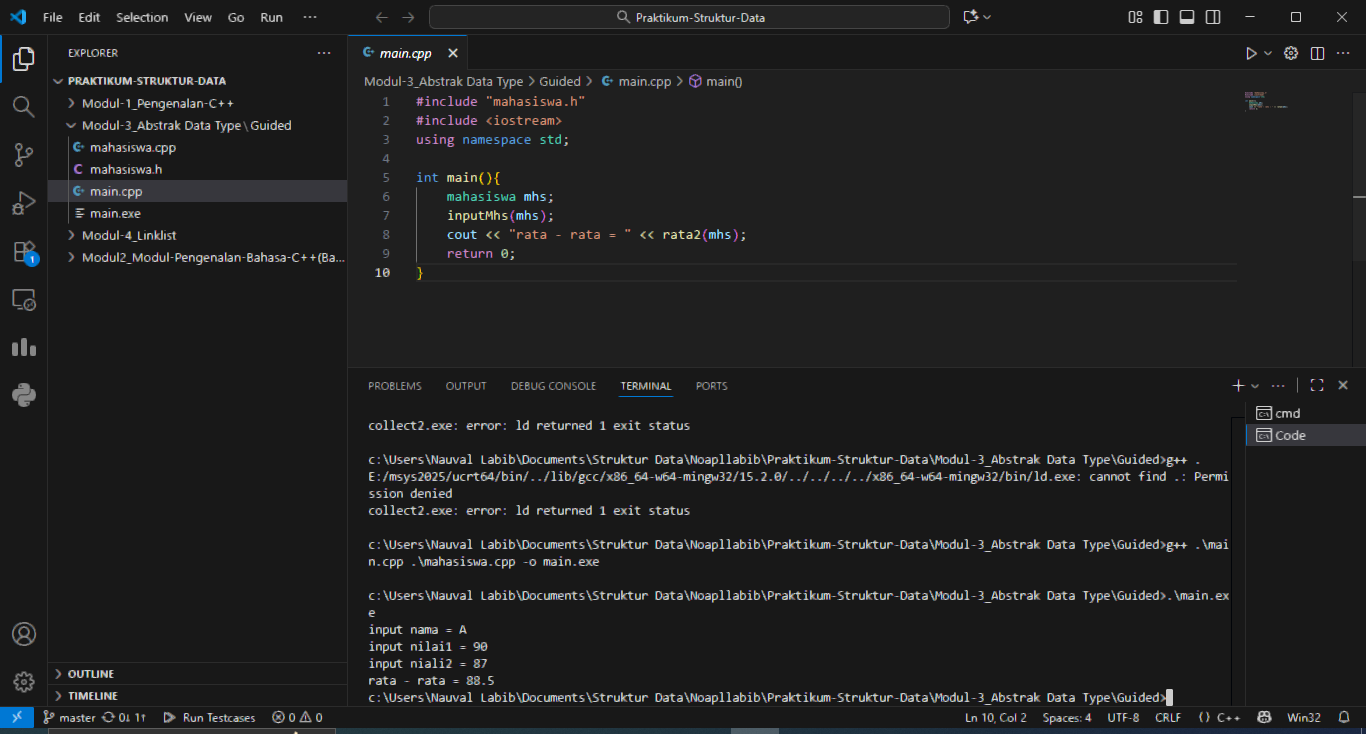 File Edit Selection View Go Run ··· Praktikum-Struktur-Data
EXPLORER ···
PRAKTIKUM-STRUKTUR-DATA
Modul-1_Pengenalan-C++
Modul-3_Abstrak Data Type\Guided
mahasiswa.cpp
mahasiswa.h
main.cpp
main.exe
Modul-4_Linklist
Modul2_Modul-Pengenalan-Bahasa-C++(Ba...
1
OUTLINE
TIMELINE
main.cpp
Modul-3_Abstrak Data Type > Guided > main.cpp > main()
1 #include "mahasiswa.h"
2 #include <iostream>
3 using namespace std;
4
5 int main(){
6 mahasiswa mhs;
7 inputMhs(mhs);
8 cout << "rata - rata = " << rata2(mhs);
9 return 0;
10 }
PROBLEMS OUTPUT DEBUG CONSOLE TERMINAL PORTS
cmd
Code
collect2.exe: error: ld returned 1 exit status
c:\Users\Nauval Labib\Documents\Struktur Data\Noapllabib\Praktikum-Struktur-Data\Modul-3_Abstrak Data Type\Guided>g++ .
E:/msys2025/ucrt64/bin/../lib/gcc/x86_64-w64-mingw32/15.2.0/../../../../x86_64-w64-mingw32/bin/ld.exe: cannot find .: Permi
ssion denied
collect2.exe: error: ld returned 1 exit status
c:\Users\Nauval Labib\Documents\Struktur Data\Noapllabib\Praktikum-Struktur-Data\Modul-3_Abstrak Data Type\Guided>g++ .\mai
n.cpp .\mahasiswa.cpp -o main.exe
c:\Users\Nauval Labib\Documents\Struktur Data\Noapllabib\Praktikum-Struktur-Data\Modul-3_Abstrak Data Type\Guided>.\main.ex
e
input nama = A
input nilai1 = 90
input niali2 = 87
rata - rata = 88.5
c:\Users\Nauval Labib\Documents\Struktur Data\Noapllabib\Praktikum-Struktur-Data\Modul-3_Abstrak Data Type\Guided>
master 0↓ 1↑ Run Testcases 0 0 Ln 10, Col 2 Spaces: 4 UTF-8 CRLF () C++ Win32